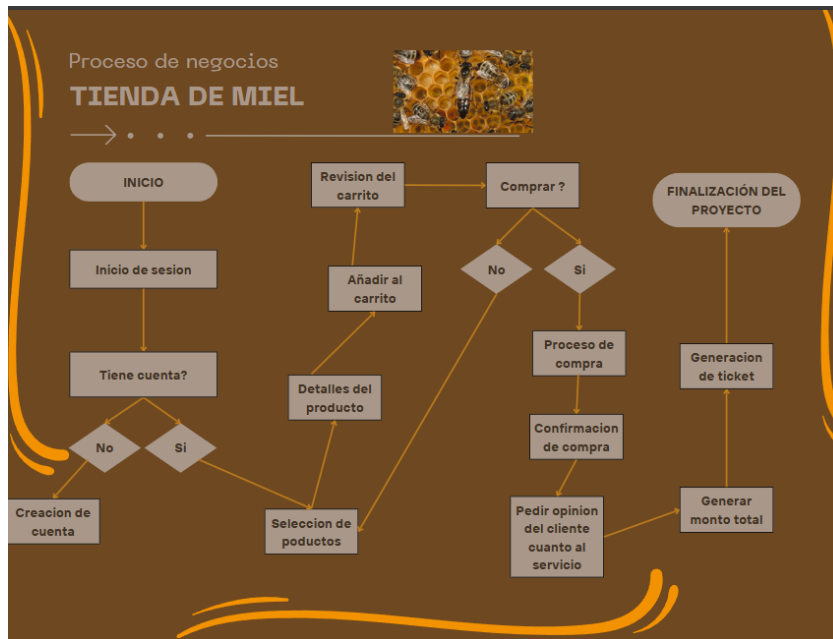 Proceso de negocios
TIENDA DE MIEL
INICIO
Inicio de sesion
Tiene cuenta?
No
Si
Creacion de
cuenta
Seleccion de
poductos
Detalles del
producto
Añadir al
carrito
Revision del
carrito
Comprar ?
No
Si
Proceso de
compra
Confirmacion
de compra
Pedir opinion
del cliente
cuanto al
servicio
Generar
monto total
Generacion
de ticket
FINALIZACIÓN DEL
PROYECTO